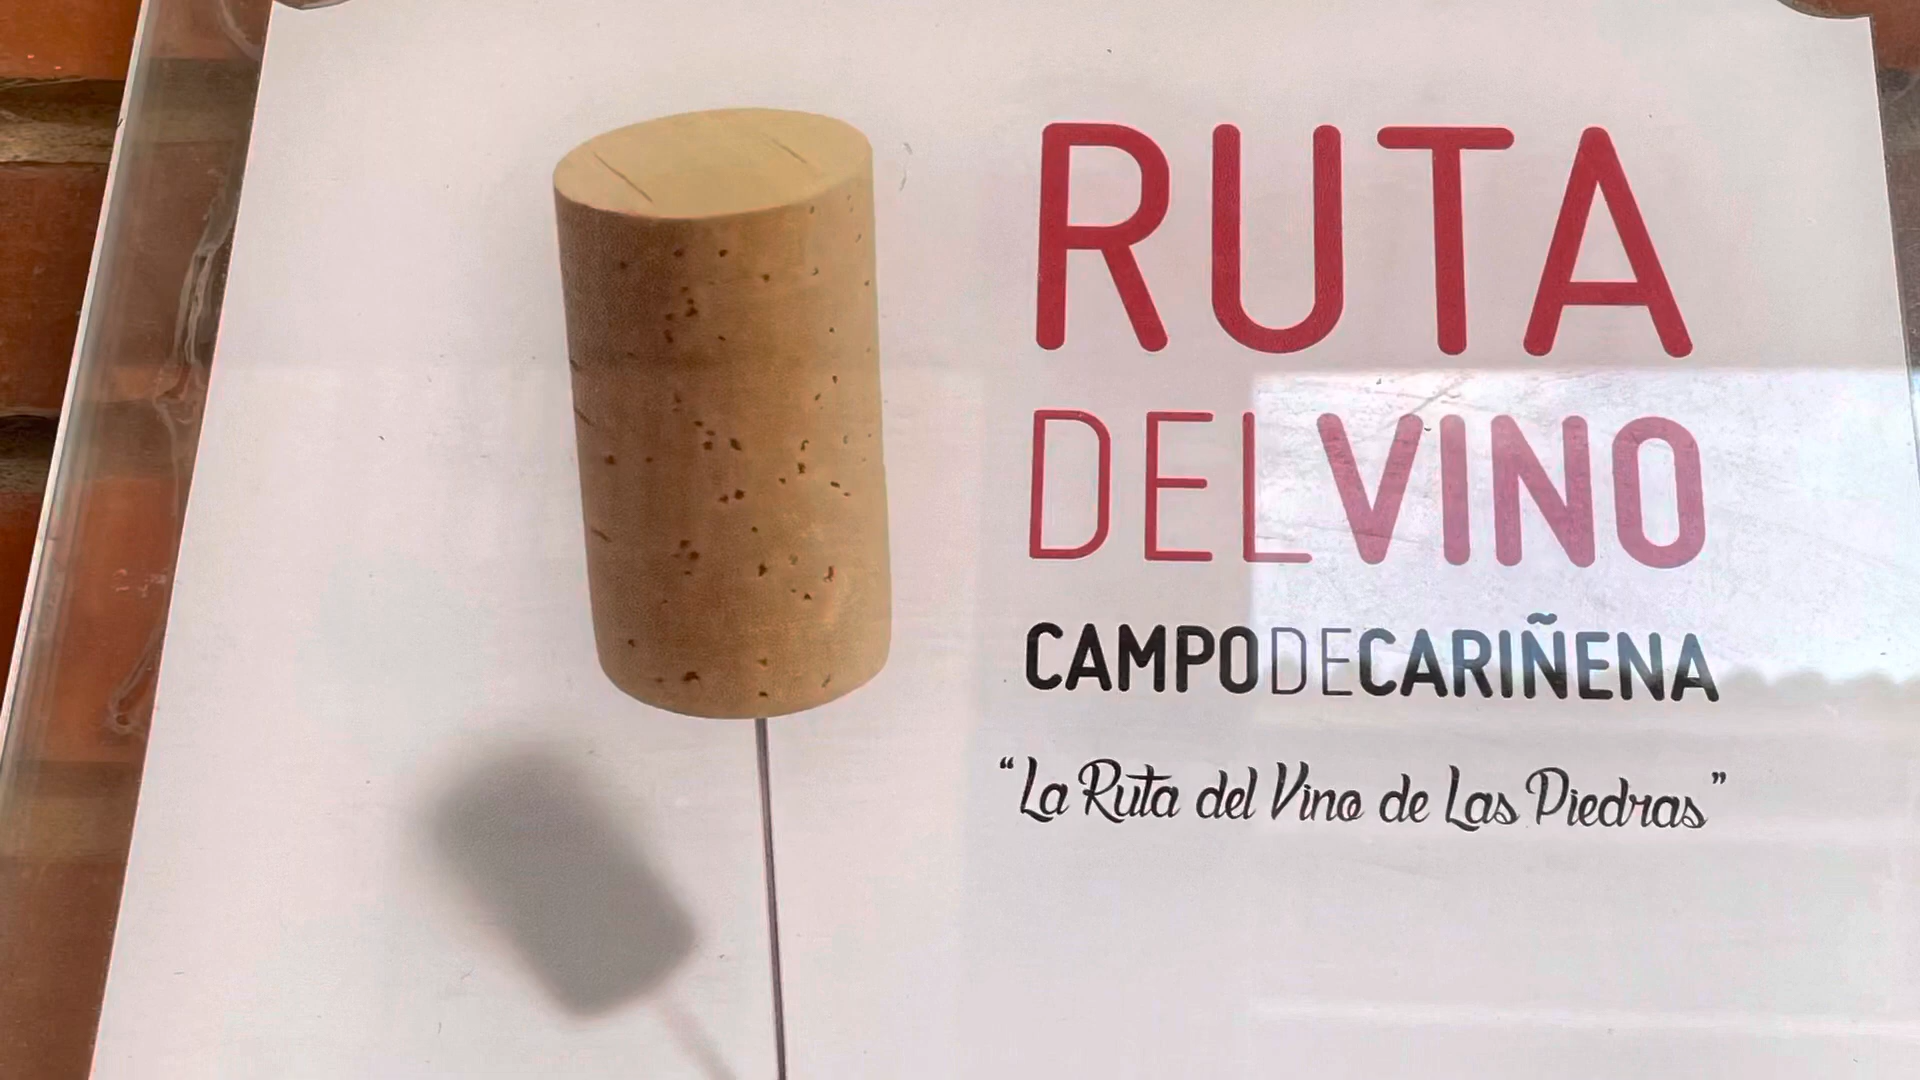 RUTA
DELVINO
CAMPODECARIÑENA
“La Ruta del Vino de Las Piedras”